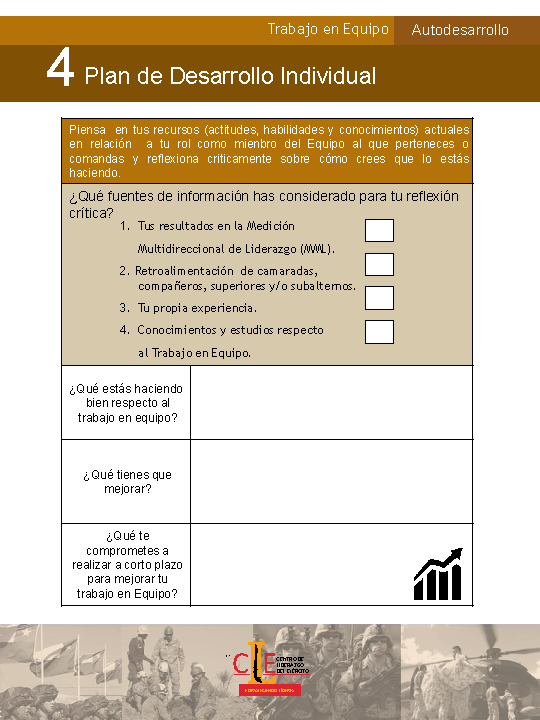 Trabajo en Equipo Autodesarrollo
4 Plan de Desarrollo Individual
Piensa en tus recursos (actitudes, habilidades y conocimientos) actuales
en relación a tu rol como mienbro del Equipo al que perteneces o
comandas y reflexiona criticamente sobre cómo crees que lo estás
haciendo.
¿Qué fuentes de información has considerado para tu reflexión
crítica?
1. Tus resultados en la Medición
Multidireccional de Liderazgo (MML).
2. Retroalimentación de camaradas,
compañeros, superiores y/o subalternos.
3. Tu propia experiencia.
4. Conocimientos y estudios respecto
al Trabajo en Equipo.
¿Qué estás haciendo
bien respecto al
trabajo en equipo?
¿Qué tienes que
mejorar?
¿Qué te
comprometes a
realizar a corto plazo
para mejorar tu
trabajo en Equipo?
CLE
CENTRO DE
LIDERAZGO
DEL EJÉRCITO